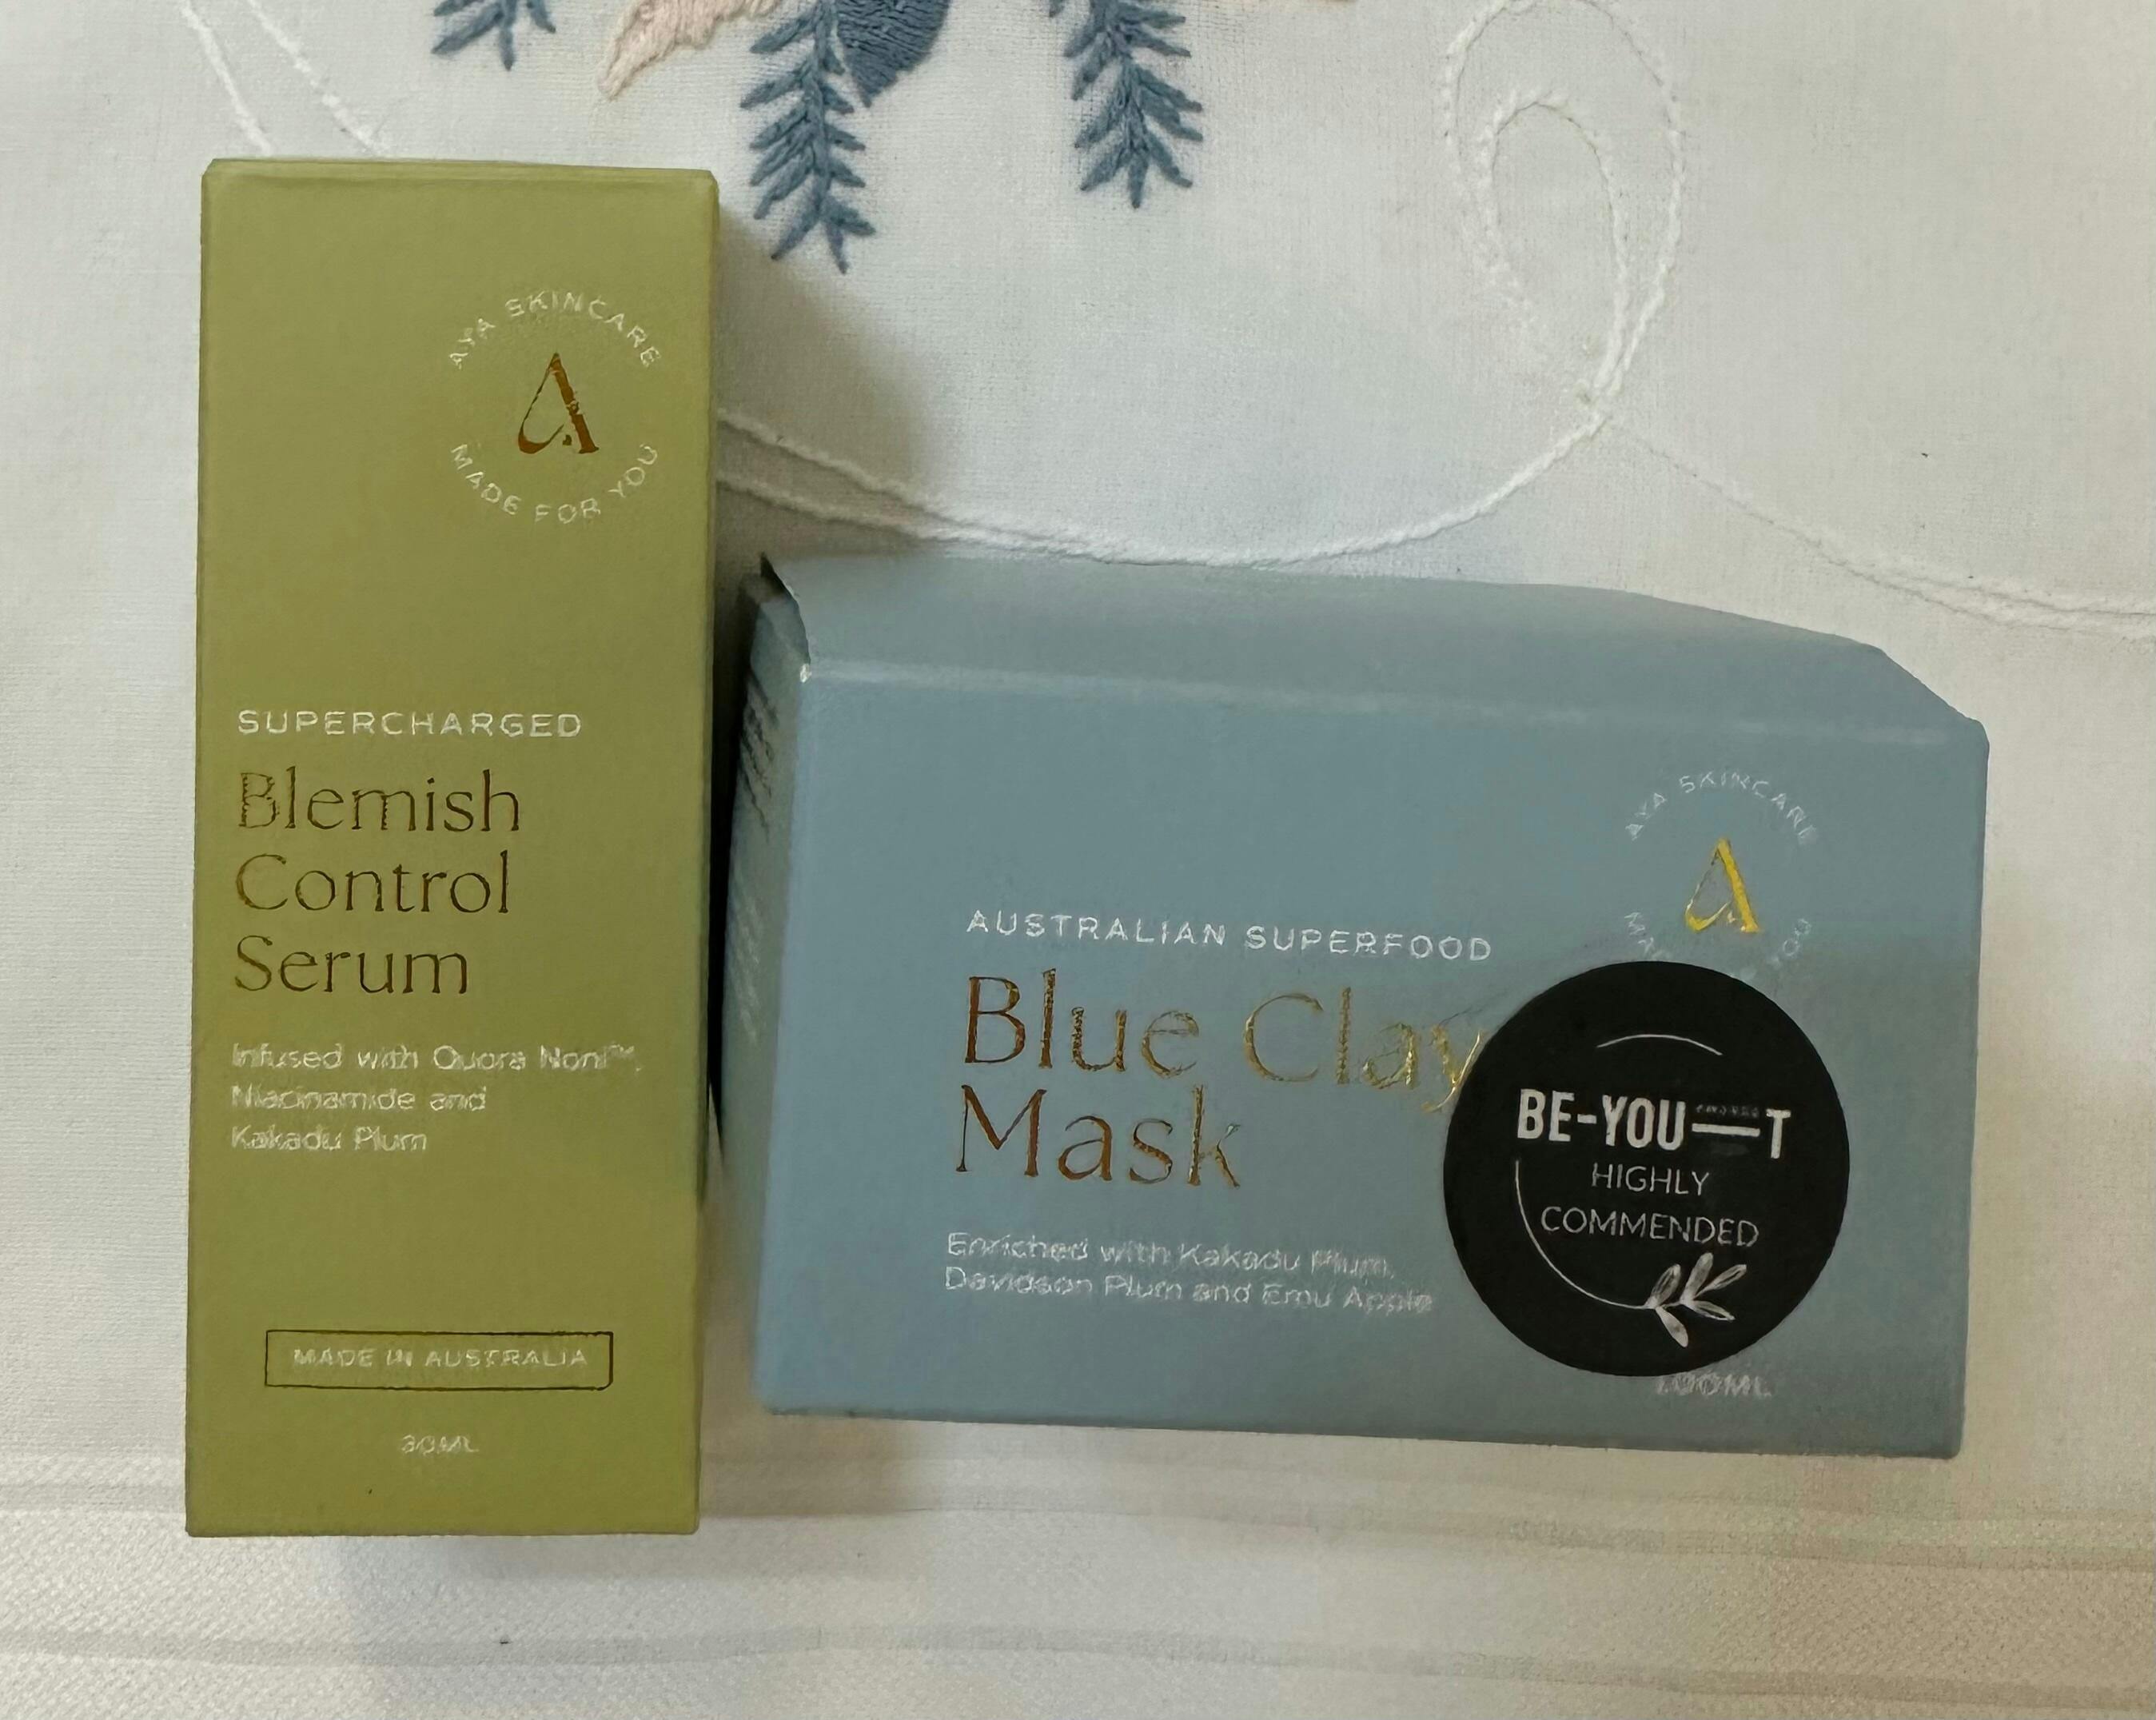 AYA SKINCARE
A
MADE FOR YOU
SUPERCHARGED
Blemish
Control
Serum
Infused with Quora Noni™,
Niacinamide and
Kakadu Plum
MADE IN AUSTRALIA
30ML
AYA SKINCARE
A
AUSTRALIAN SUPERFOOD
Blue Clay
Mask
Enriched with Kakadu Plum,
Davidson Plum and Emu Apple
BE-YOU—T
HIGHLY
COMMENDED
100ML